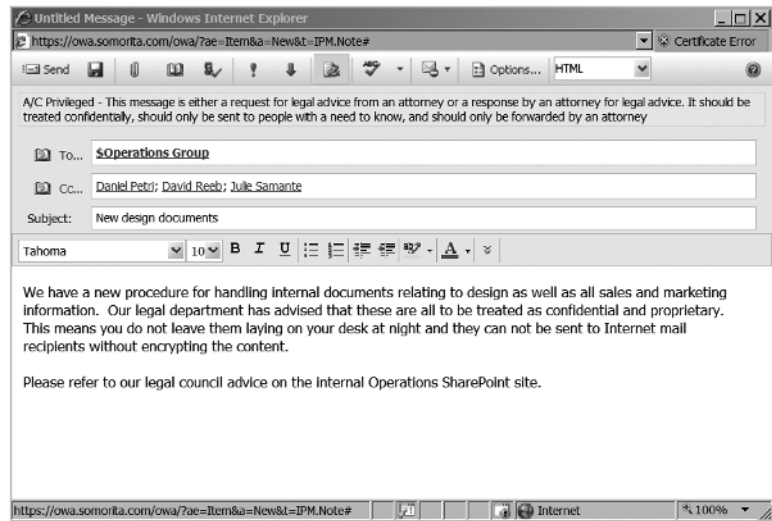 Untitled Message - Windows Internet Explorer
https://owa.somorita.com/owa/?ae=Item&a=New&t=IPM.Note# Certificate Error
Send ABC Options... HTML
A/C Privileged - This message is either a request for legal advice from an attorney or a response by an attorney for legal advice. It should be
treated confidentially, should only be sent to people with a need to know, and should only be forwarded by an attorney
To... $Operations Group
Cc... Daniel Petri; David Reeb; Julie Samante
Subject: New design documents
Tahoma 10 B I U A
We have a new procedure for handling internal documents relating to design as well as all sales and marketing
information. Our legal department has advised that these are all to be treated as confidential and proprietary.
This means you do not leave them laying on your desk at night and they can not be sent to Internet mail
recipients without encrypting the content.
Please refer to our legal council advice on the internal Operations SharePoint site.
https://owa.somorita.com/owa/?ae=Item&a=New&t=IPM.Note# Internet 100%